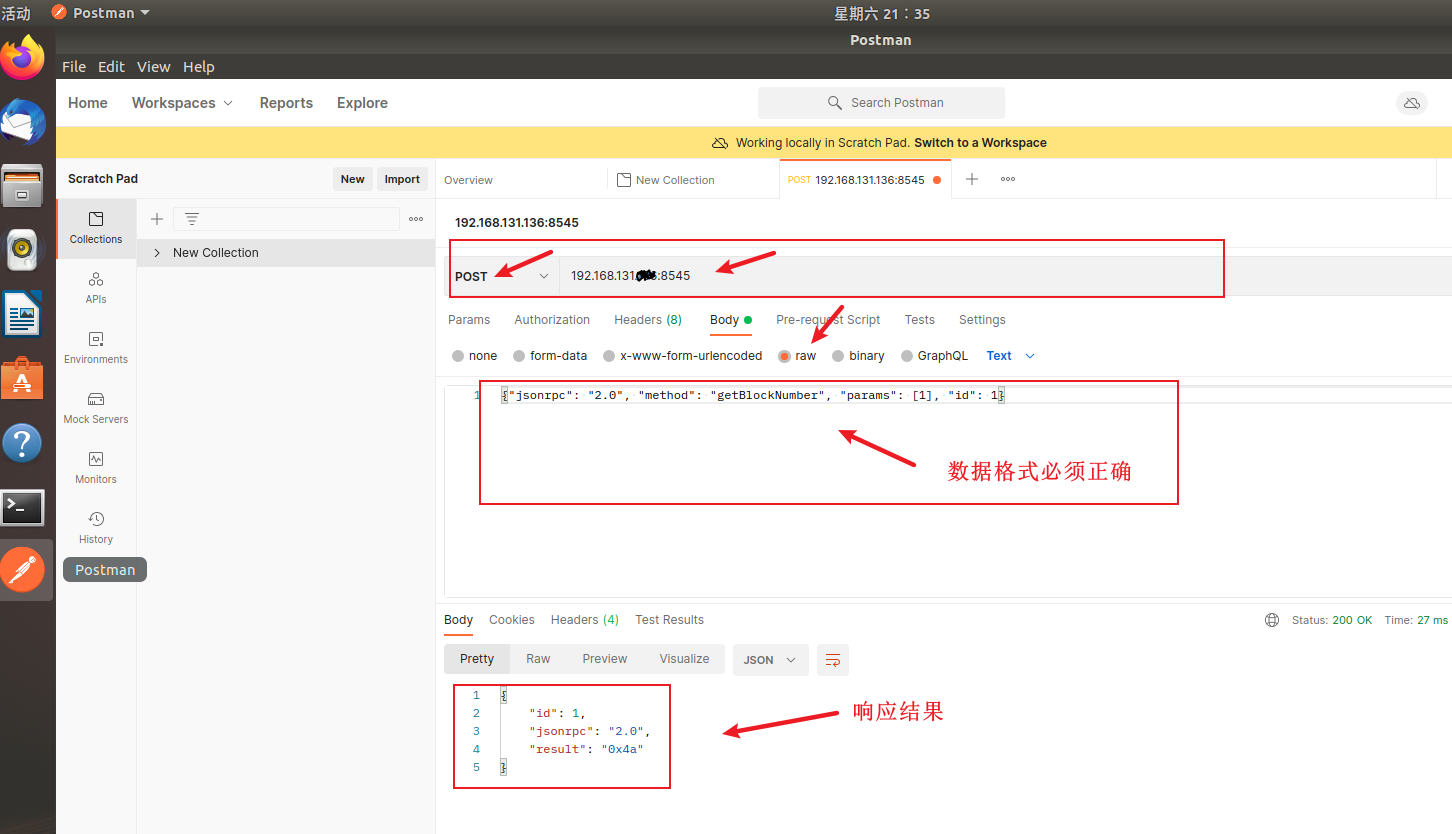 活动 Postman 星期六 21：35
Postman
File Edit View Help
Home Workspaces Reports Explore Search Postman
Working locally in Scratch Pad. Switch to a Workspace
Scratch Pad New Import Overview New Collection POST 192.168.131.136:8545
192.168.131.136:8545
Collections
New Collection
POST 192.168.131. :8545
APIs
Params Authorization Headers (8) Body Pre-request Script Tests Settings
Environments
none form-data x-www-form-urlencoded raw binary GraphQL Text
1 {"jsonrpc": "2.0", "method": "getBlockNumber", "params": [1], "id": 1}
Mock Servers
数据格式必须正确
Monitors
History
Postman
Body Cookies Headers (4) Test Results Status: 200 OK Time: 27 ms
Pretty Raw Preview Visualize JSON
1 {
2 "id": 1,
3 "jsonrpc": "2.0",
4 "result": "0x4a"
5 }
响应结果